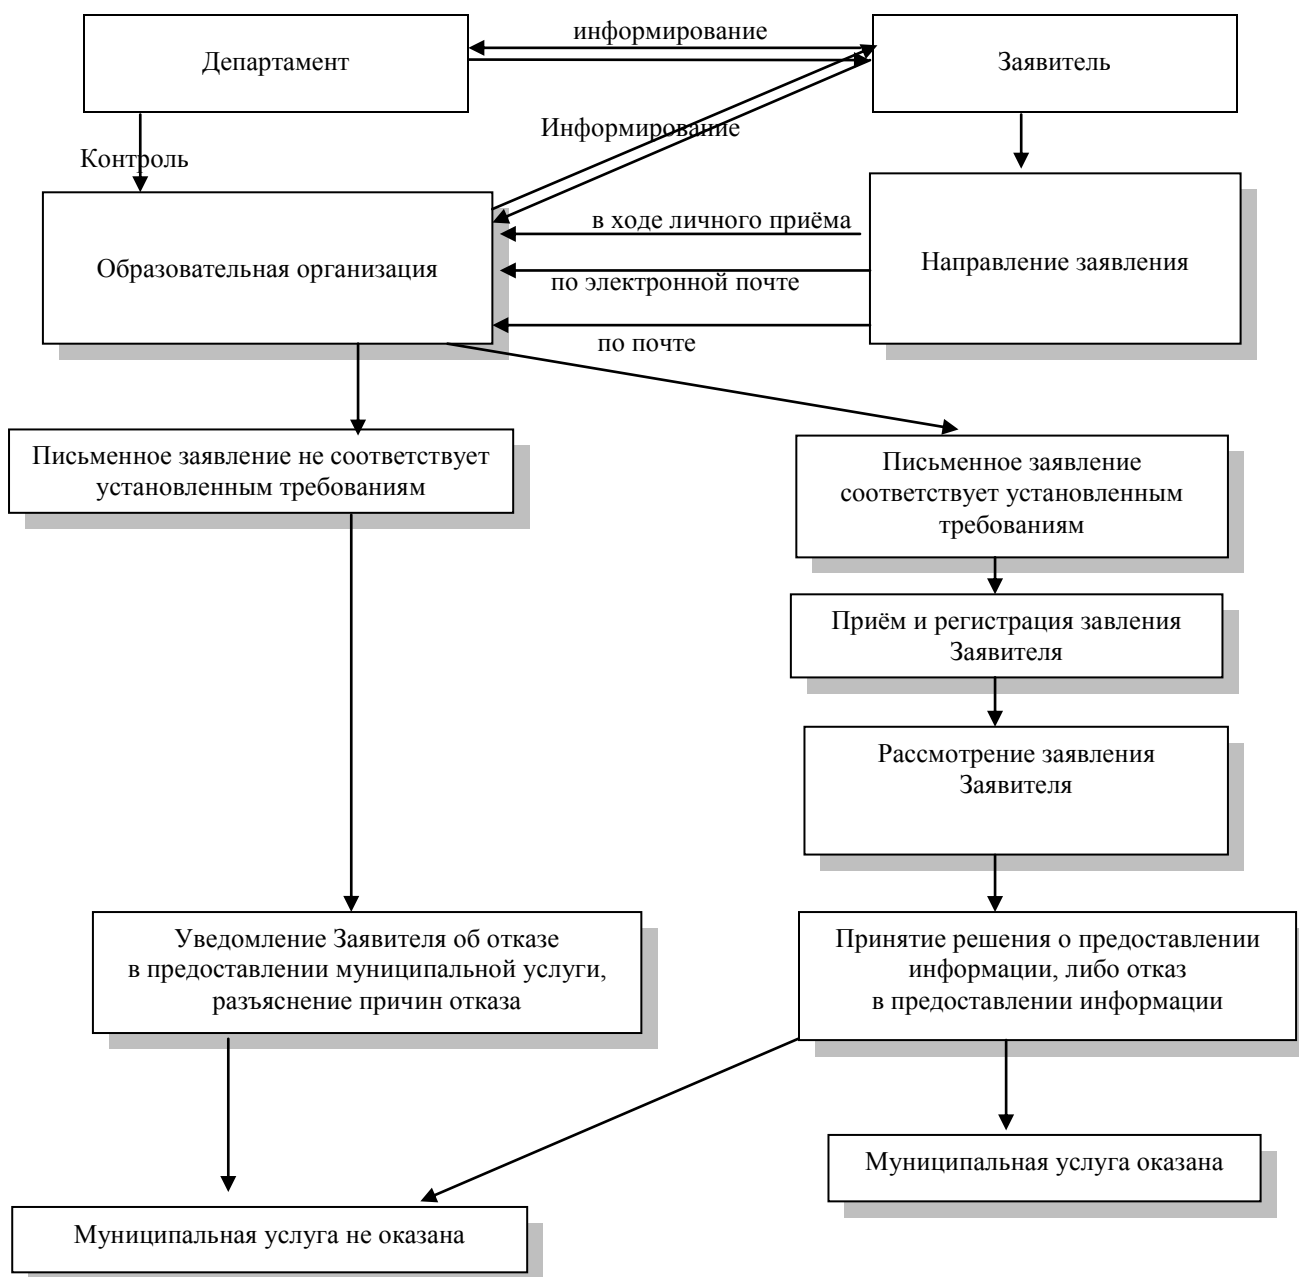 информирование
Департамент
Заявитель
Информирование
Контроль
в ходе личного приёма
Образовательная организация
Направление заявления
по электронной почте
по почте
Письменное заявление не соответствует
установленным требованиям
Письменное заявление
соответствует установленным
требованиям
Приём и регистрация завления
Заявителя
Рассмотрение заявления
Заявителя
Уведомление Заявителя об отказе
в предоставлении муниципальной услуги,
разъяснение причин отказа
Принятие решения о предоставлении
информации, либо отказ
в предоставлении информации
Муниципальная услуга оказана
Муниципальная услуга не оказана